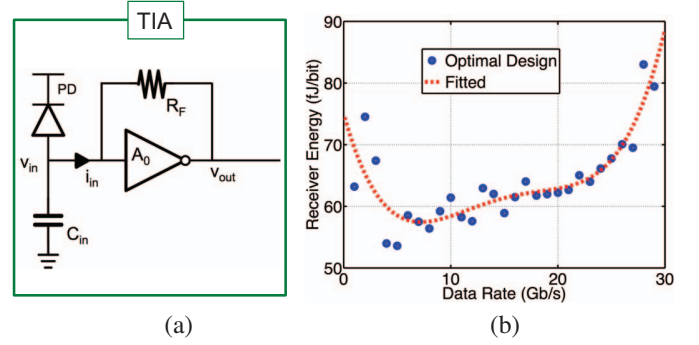 TIA
PD
R_F
A_0
v_in
i_in
v_out
C_in
(a)
(b)
Receiver Energy (fJ/bit)
90
80
70
60
50
Optimal Design
Fitted
0
10
20
30
Data Rate (Gb/s)